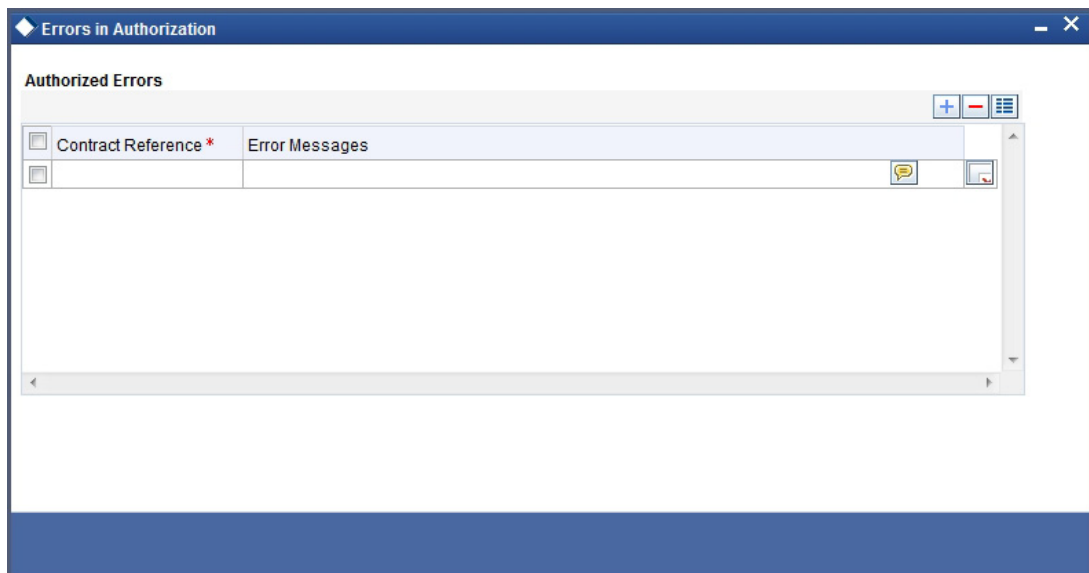 Errors in Authorization
Authorized Errors
Contract Reference * Error Messages